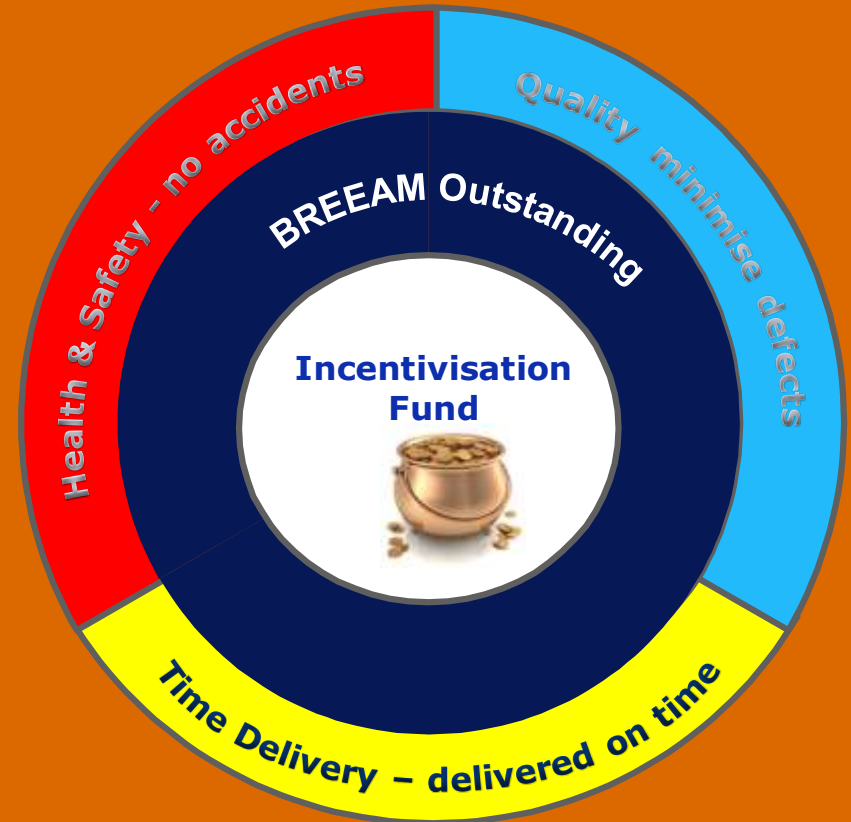 Health & Safety - no accidents
Quality minimise defects
BREEAM Outstanding
Incentivisation
Fund
Time Delivery – delivered on time